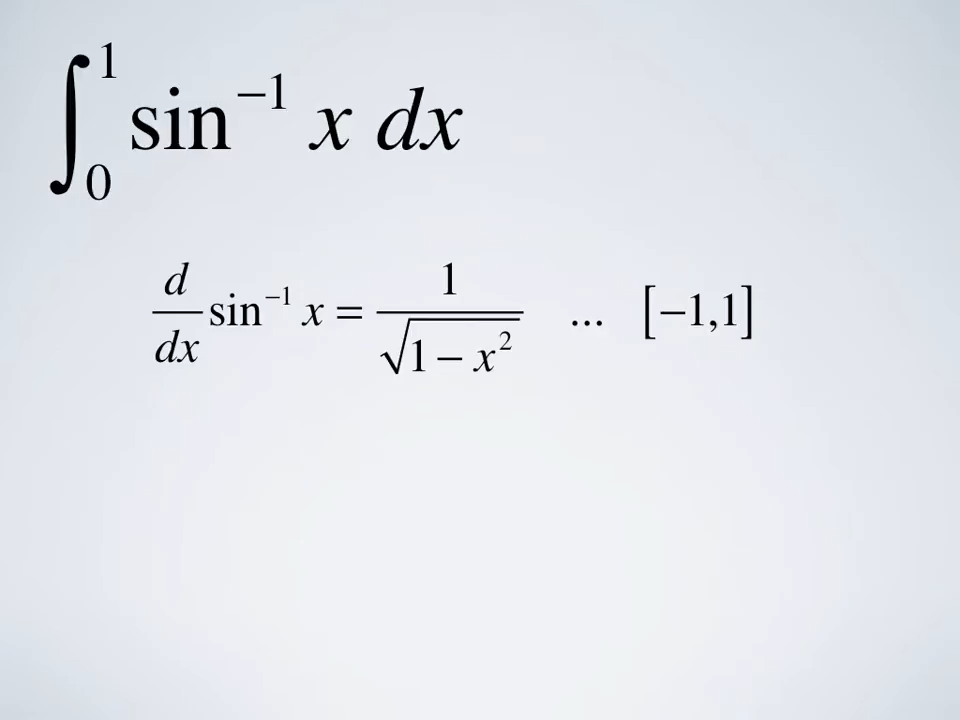 ∫₀¹ sin⁻¹ x dx
d/dx sin⁻¹ x = 1/√(1 − x²) ... [−1,1]